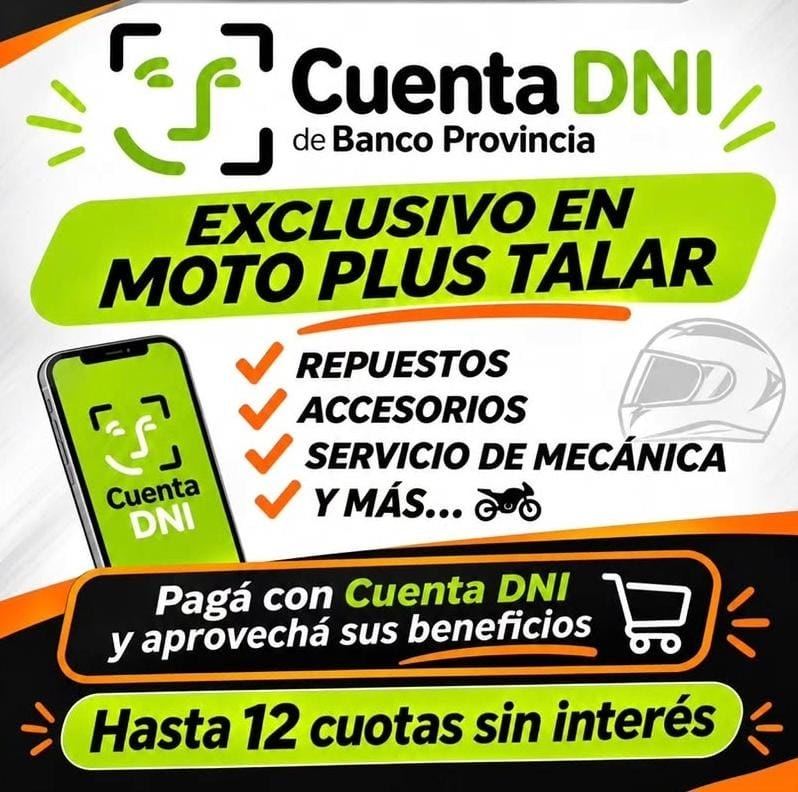 Cuenta DNI
de Banco Provincia
EXCLUSIVO EN
MOTO PLUS TALAR
REPUESTOS
ACCESORIOS
SERVICIO DE MECÁNICA
Y MÁS...
Cuenta
DNI
Pagá con Cuenta DNI
y aprovechá sus beneficios
Hasta 12 cuotas sin interés